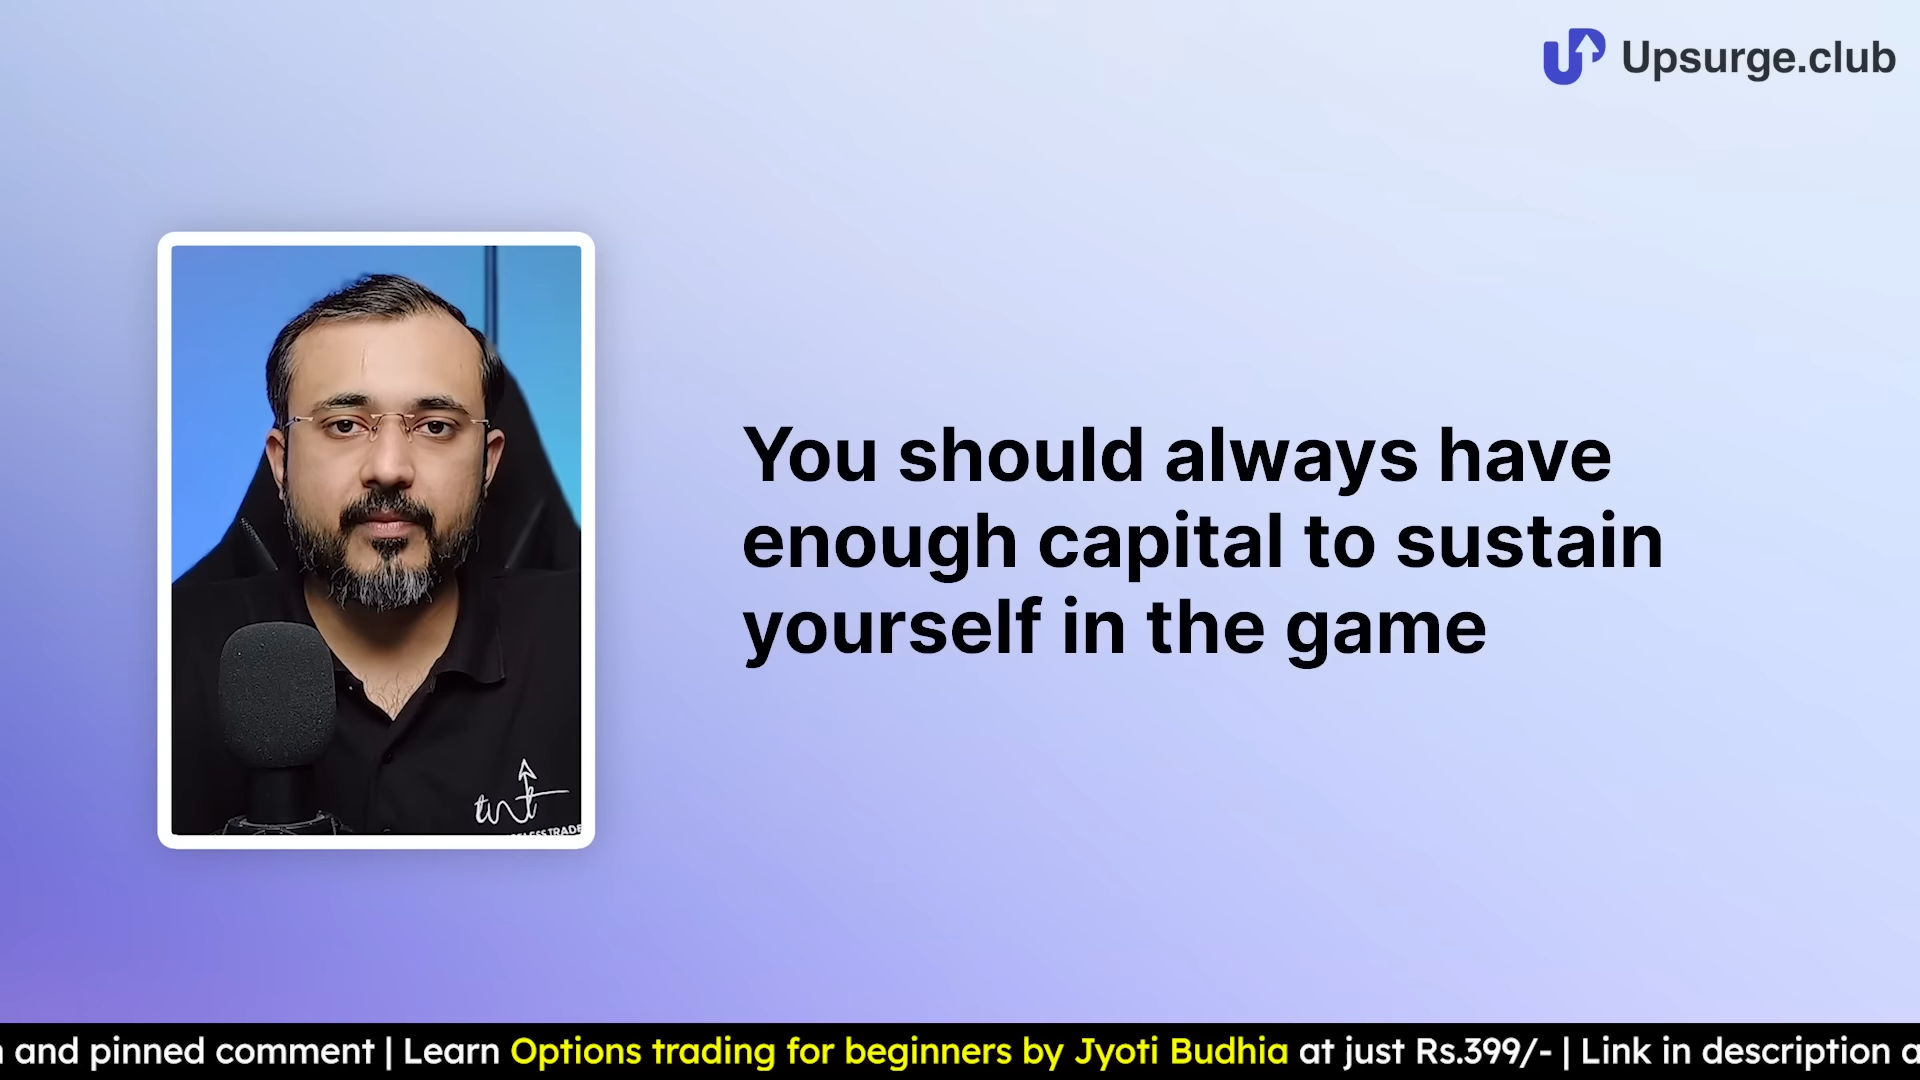 Upsurge.club
You should always have
enough capital to sustain
yourself in the game
twt
and pinned comment | Learn Options trading for beginners by Jyoti Budhia at just Rs.399/- | Link in description